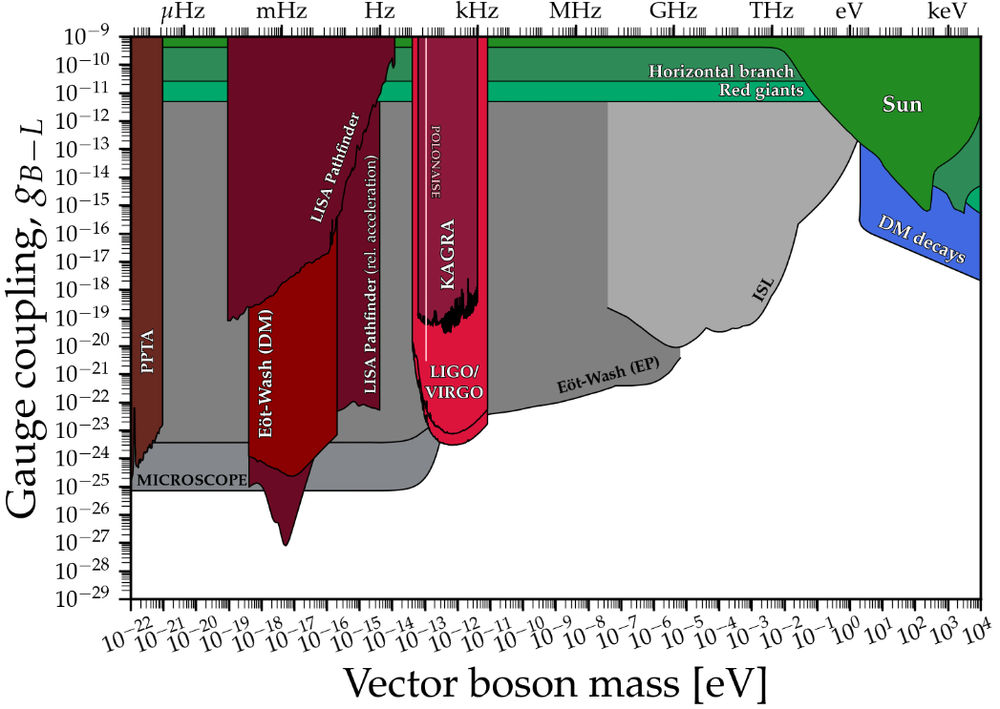 μHz mHz Hz kHz MHz GHz THz eV keV
Gauge coupling, g_{B−L}
10^{−9}
10^{−10}
10^{−11}
10^{−12}
10^{−13}
10^{−14}
10^{−15}
10^{−16}
10^{−17}
10^{−18}
10^{−19}
10^{−20}
10^{−21}
10^{−22}
10^{−23}
10^{−24}
10^{−25}
10^{−26}
10^{−27}
10^{−28}
10^{−29}
Horizontal branch
Red giants
Sun
LISA Pathfinder
LISA Pathfinder (rel. acceleration)
POLONAISE
KAGRA
DM decays
ISL
PPTA
Eöt-Wash (DM)
LIGO/
VIRGO
Eöt-Wash (EP)
MICROSCOPE
10^{−22} 10^{−21} 10^{−20} 10^{−19} 10^{−18} 10^{−17} 10^{−16} 10^{−15} 10^{−14} 10^{−13} 10^{−12} 10^{−11} 10^{−10} 10^{−9} 10^{−8} 10^{−7} 10^{−6} 10^{−5} 10^{−4} 10^{−3} 10^{−2} 10^{−1} 10^{0} 10^{1} 10^{2} 10^{3} 10^{4}
Vector boson mass [eV]